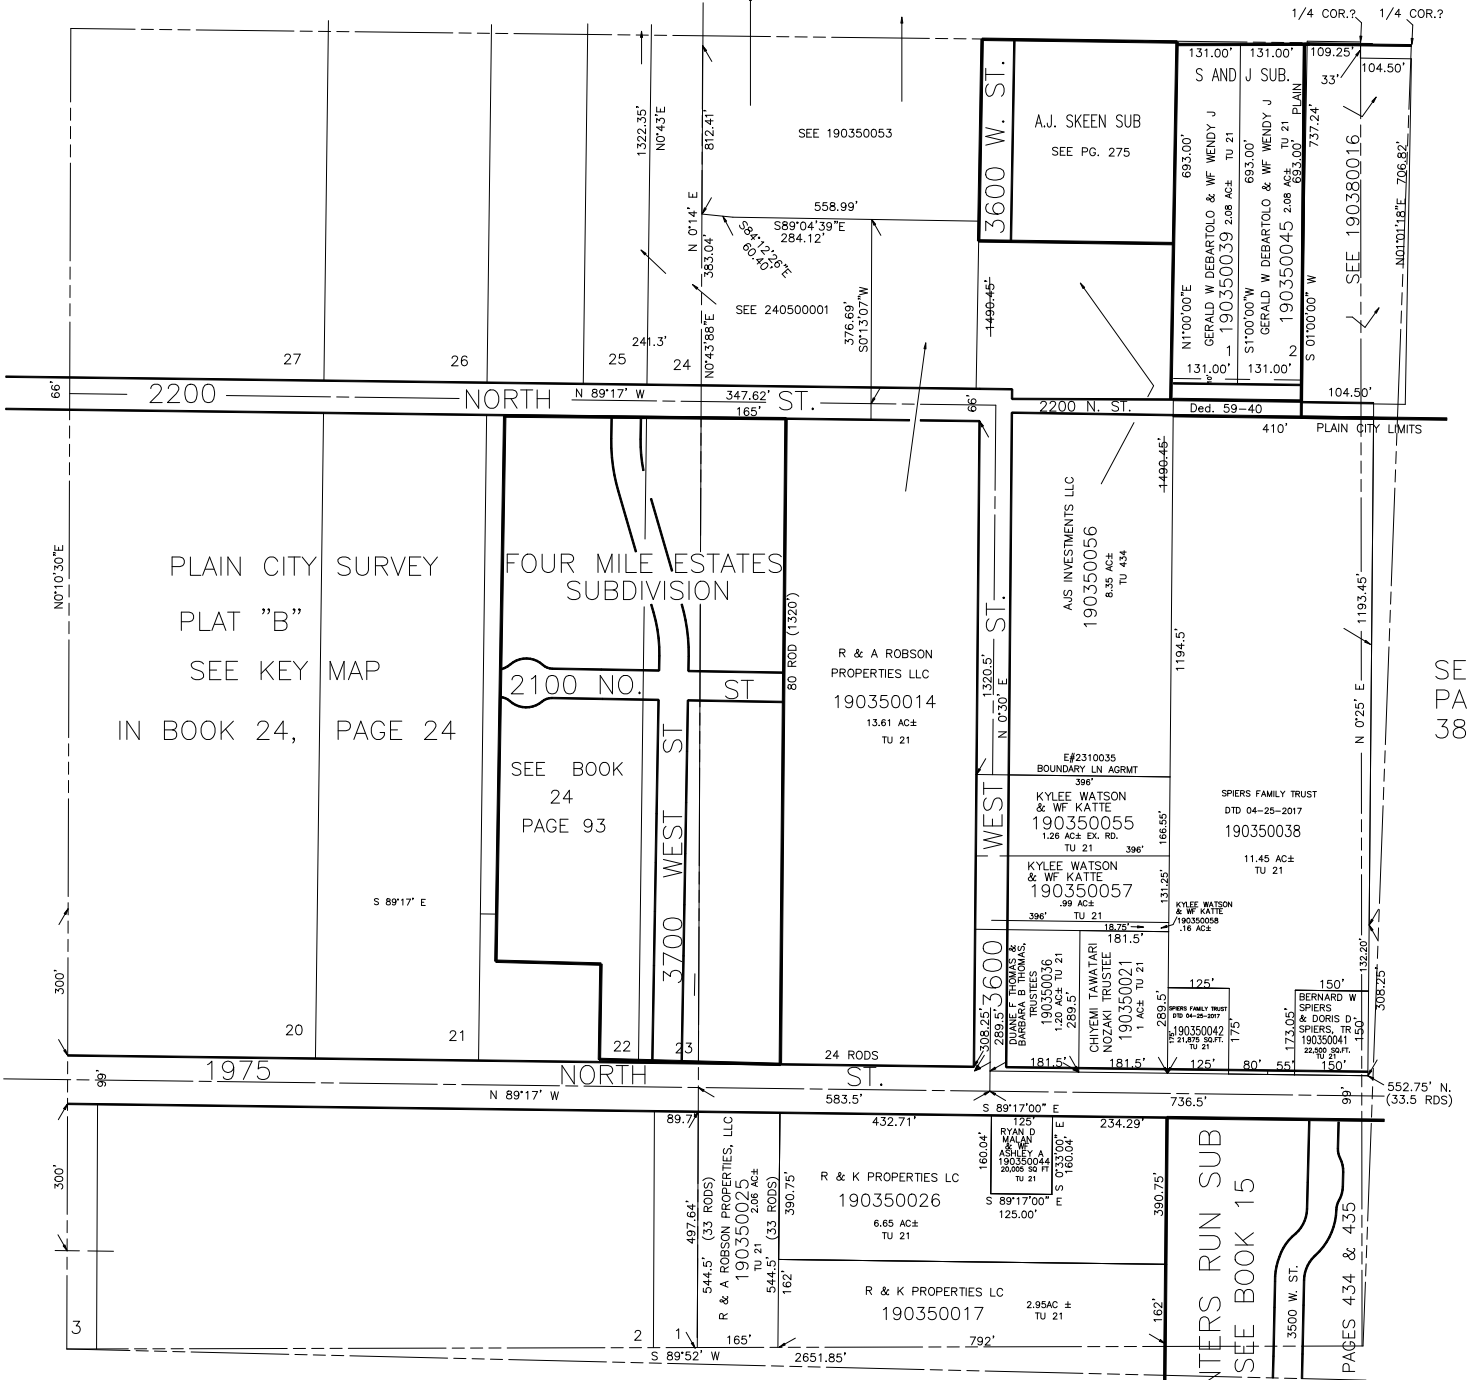 1/4 COR.?
1/4 COR.?
131.00'
131.00'
109.25'
104.50'
33'
S AND J SUB.
PLAIN
3600 W. ST.
A.J. SKEEN SUB
SEE PG. 275
SEE 190350053
1322.35'
N0°43'E
812.41'
N 0°14' E
383.04'
N0°43'88"E
558.99'
S89°04'39"E
284.12'
S84°12'26"E
60.40'
SEE 240500001
376.69'
S0°13'07"W
1490.45'
241.3'
693.00'
N1°00'00"E
GERALD W DEBARTOLO & WF WENDY J
190350039 2.08 AC± TU 21
1
693.00'
S1°00'00"W
GERALD W DEBARTOLO & WF WENDY J
190350045 2.08 AC± TU 21
2
693.00'
737.24'
S 01°00'00" W
SEE 190380016
N01°01'18"E 706.82'
131.00'
131.00'
104.50'
27
26
25
24
66'
2200
NORTH
N 89°17' W
347.62'
165'
ST.
66'
2200 N. ST.
Ded. 59-40
410'
PLAIN CITY LIMITS
N0°10'30"E
PLAIN CITY SURVEY
PLAT "B"
SEE KEY MAP
IN BOOK 24, PAGE 24
FOUR MILE ESTATES
SUBDIVISION
2100 NO. ST
SEE BOOK
24
PAGE 93
3700 WEST ST
80 ROD (1320')
R & A ROBSON
PROPERTIES LLC
190350014
13.61 AC±
TU 21
1320.5'
N 0°30' E
3600 WEST ST.
AJS INVESTMENTS LLC
190350056
8.35 AC±
TU 434
1490.45'
1194.5'
1193.45'
N 0°25' E
SE
PA
38
E#2310035
BOUNDARY LN AGRMT
396'
KYLEE WATSON
& WF KATTE
190350055
1.26 AC± EX. RD.
TU 21
396'
166.55'
KYLEE WATSON
& WF KATTE
190350057
.99 AC±
396'
TU 21
131.25'
18.75'
KYLEE WATSON
& WF KATTE
190350058
.16 AC±
SPIERS FAMILY TRUST
DTD 04-25-2017
190350038
11.45 AC±
TU 21
S 89°17' E
300'
20
21
22
23
308.25'
289.5'
DUANE F THOMAS &
BARBARA B THOMAS,
TRUSTEES
190350036
1.20 AC± TU 21
289.5'
181.5'
CHIYEMI TAWATARI
NOZAKI TRUSTEE
190350021
1 AC± TU 21
289.5'
181.5'
181.5'
125'
SPIERS FAMILY TRUST
DTD 04-25-2017
190350042
21,875 SQ.FT.
TU 21
175'
175'
125'
80'
55'
173.05'
150'
BERNARD W
SPIERS
& DORIS D
SPIERS, TR
190350041
22,500 SQ.FT.
TU 21
150'
150'
132.20'
308.25'
24 RODS
1975
NORTH
ST.
99'
N 89°17' W
583.5'
S 89°17'00" E
736.5'
99'
552.75' N.
(33.5 RDS)
300'
89.7'
497.64'
544.5' (33 RODS)
R & A ROBSON PROPERTIES, LLC
190350025
TU 21 2.06 AC±
544.5' (33 RODS)
390.75'
162'
432.71'
R & K PROPERTIES LC
190350026
6.65 AC±
TU 21
160.04'
125'
RYAN D
MALAN
& WF
ASHLEY A
190350044
20,005 SQ FT
TU 21
S 0°33'00" E
160.04'
S 89°17'00" E
125.00'
234.29'
390.75'
R & K PROPERTIES LC
190350017
2.95AC ±
TU 21
162'
792'
165'
3
2
1
S 89°52' W
2651.85'
NTERS RUN SUB
SEE BOOK 15
3500 W. ST.
PAGES 434 & 435